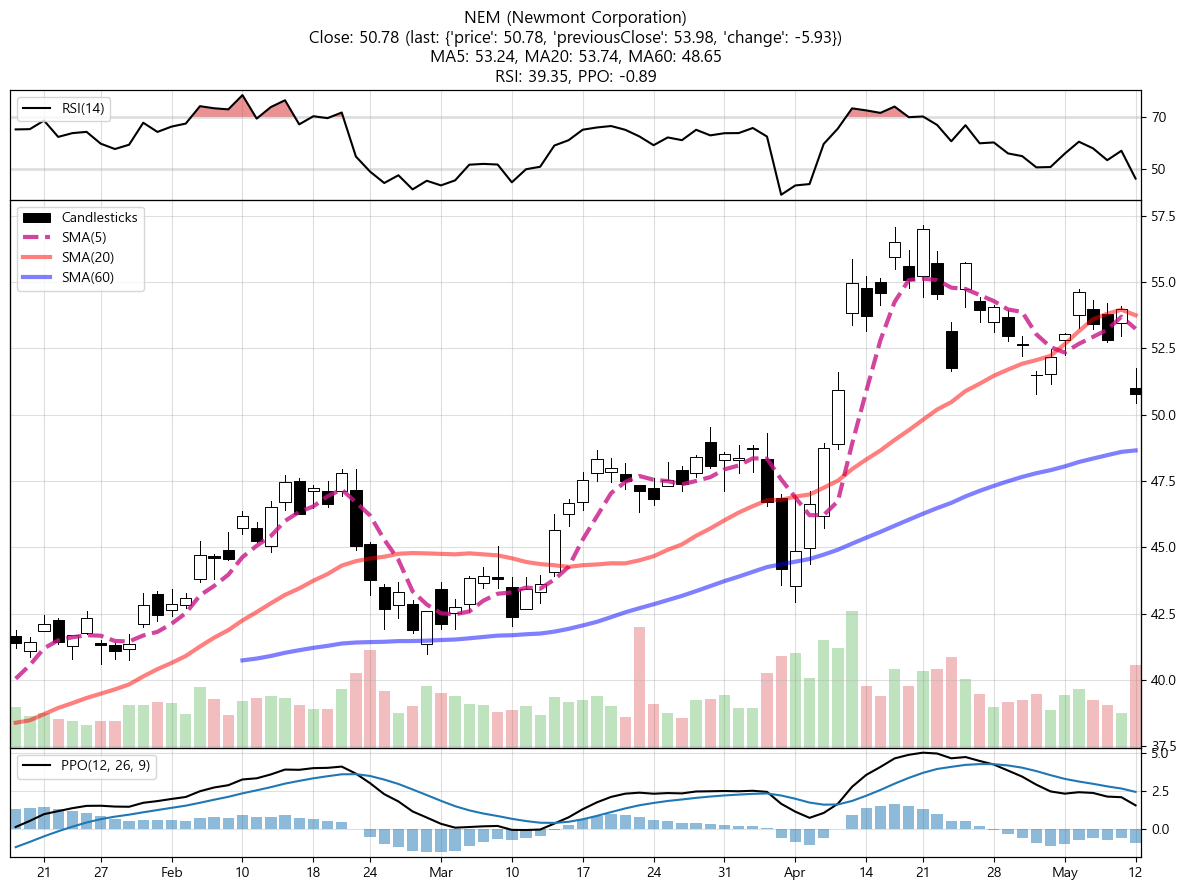 NEM (Newmont Corporation)
Close: 50.78 (last: {'price': 50.78, 'previousClose': 53.98, 'change': -5.93})
MA5: 53.24, MA20: 53.74, MA60: 48.65
RSI: 39.35, PPO: -0.89
RSI(14)
70
50
Candlesticks
SMA(5)
SMA(20)
SMA(60)
57.5
55.0
52.5
50.0
47.5
45.0
42.5
40.0
37.5
PPO(12, 26, 9)
5.0
2.5
0.0
21 27 Feb 10 18 24 Mar 10 17 24 31 Apr 14 21 28 May 12